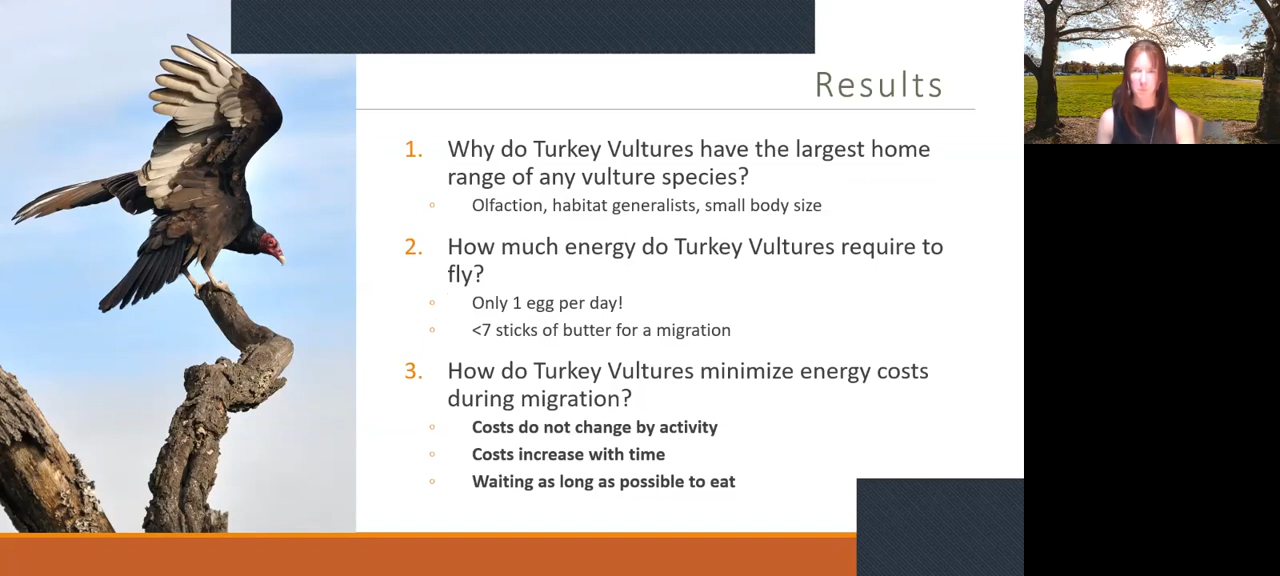 Results
1. Why do Turkey Vultures have the largest home
range of any vulture species?
◦ Olfaction, habitat generalists, small body size
2. How much energy do Turkey Vultures require to
fly?
◦ Only 1 egg per day!
◦ <7 sticks of butter for a migration
3. How do Turkey Vultures minimize energy costs
during migration?
◦ Costs do not change by activity
◦ Costs increase with time
◦ Waiting as long as possible to eat